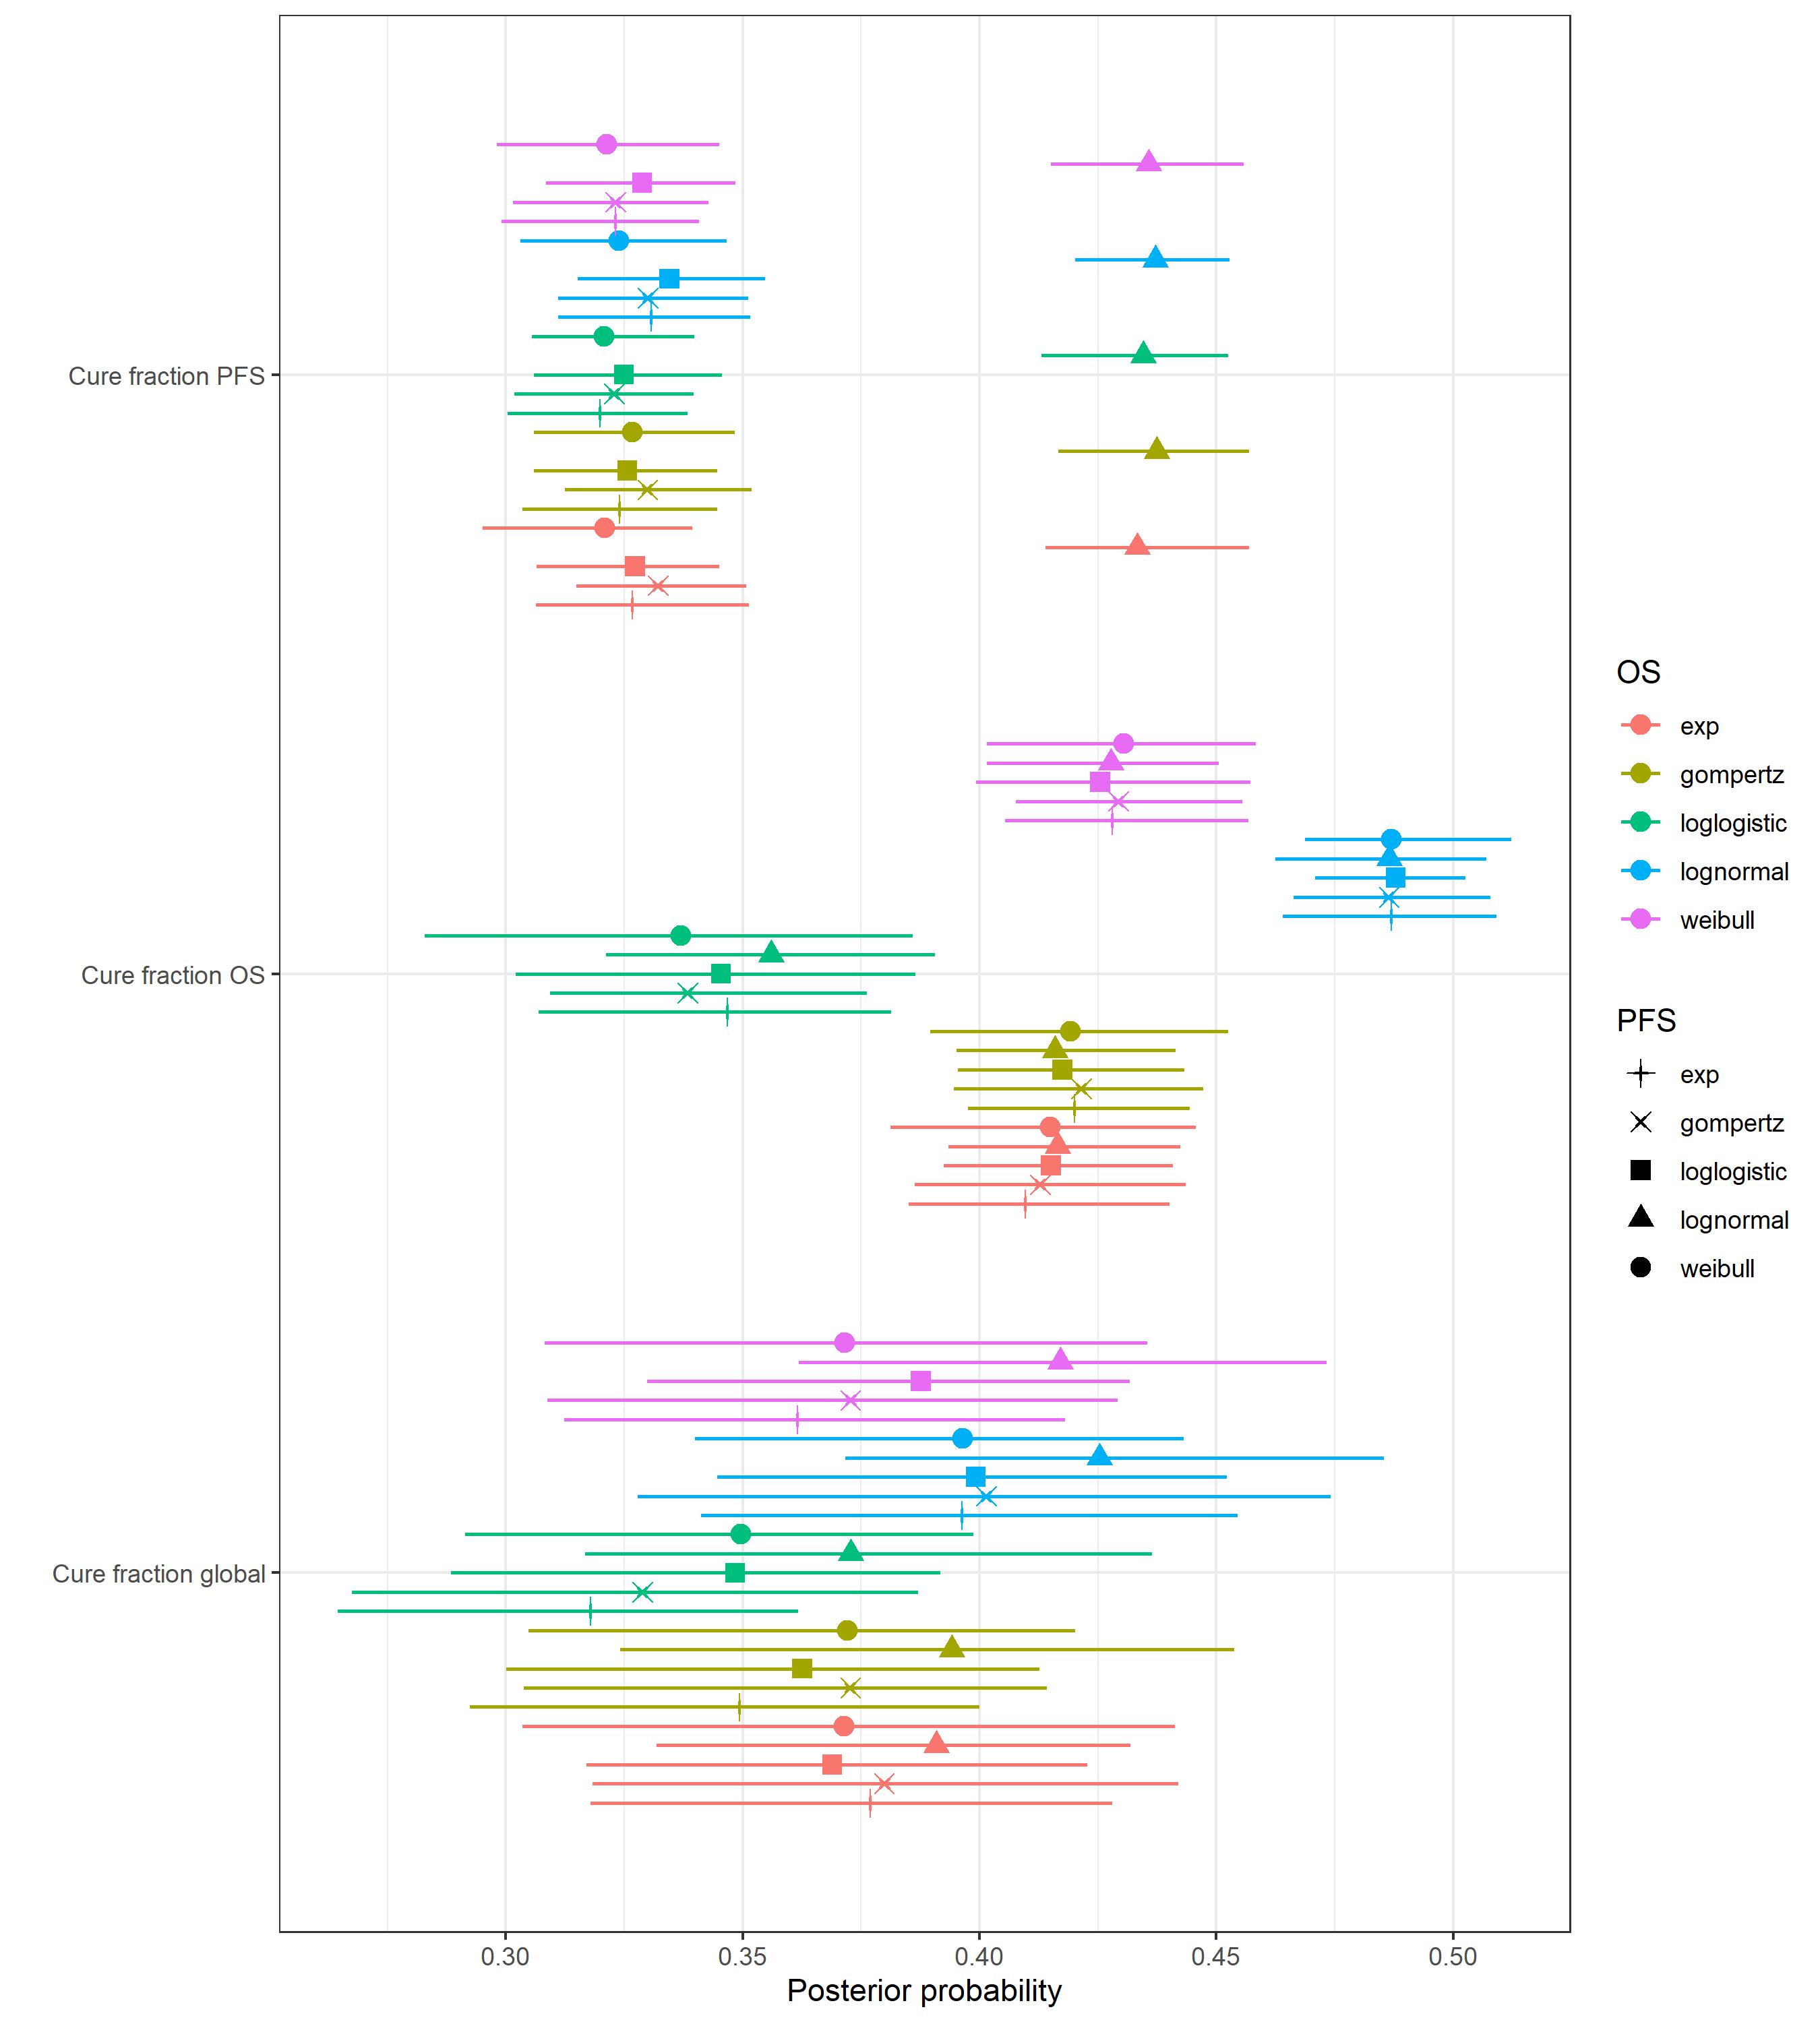 Cure fraction PFS
Cure fraction OS
Cure fraction global
0.30
0.35
0.40
0.45
0.50
Posterior probability
OS
exp
gompertz
loglogistic
lognormal
weibull
PFS
exp
gompertz
loglogistic
lognormal
weibull